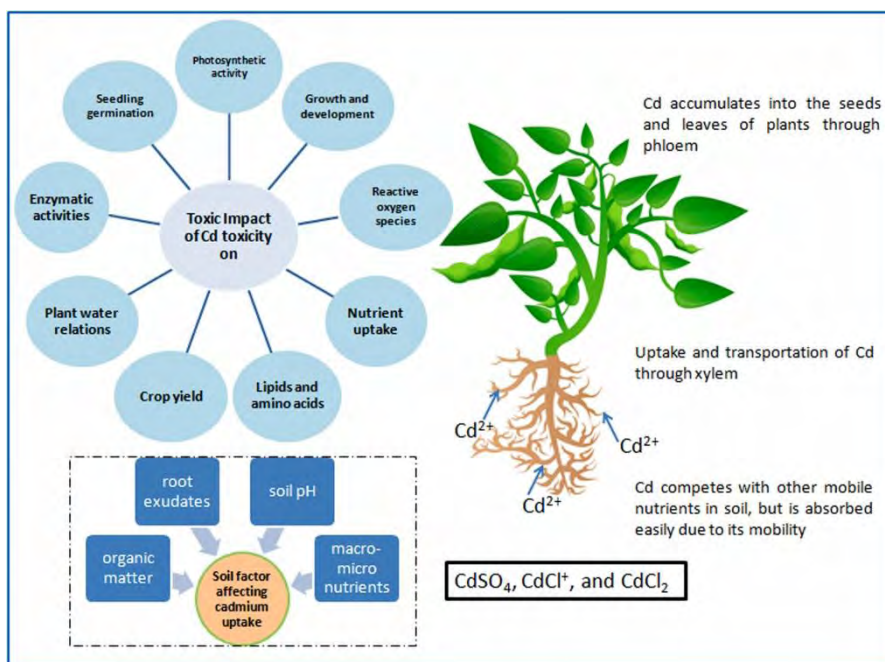 Photosynthetic
activity
Seedling
germination
Growth and
development
Enzymatic
activities
Reactive
oxygen
species
Toxic Impact
of Cd toxicity
on
Plant water
relations
Nutrient
uptake
Crop yield
Lipids and
amino acids
root
exudates
soil pH
organic
matter
macro-
micro
nutrients
Soil factor
affecting
cadmium
uptake
Cd accumulates into the seeds
and leaves of plants through
phloem
Uptake and transportation of Cd
through xylem
Cd²⁺
Cd²⁺
Cd²⁺
Cd competes with other mobile
nutrients in soil, but is absorbed
easily due to its mobility
CdSO₄, CdCl⁺, and CdCl₂